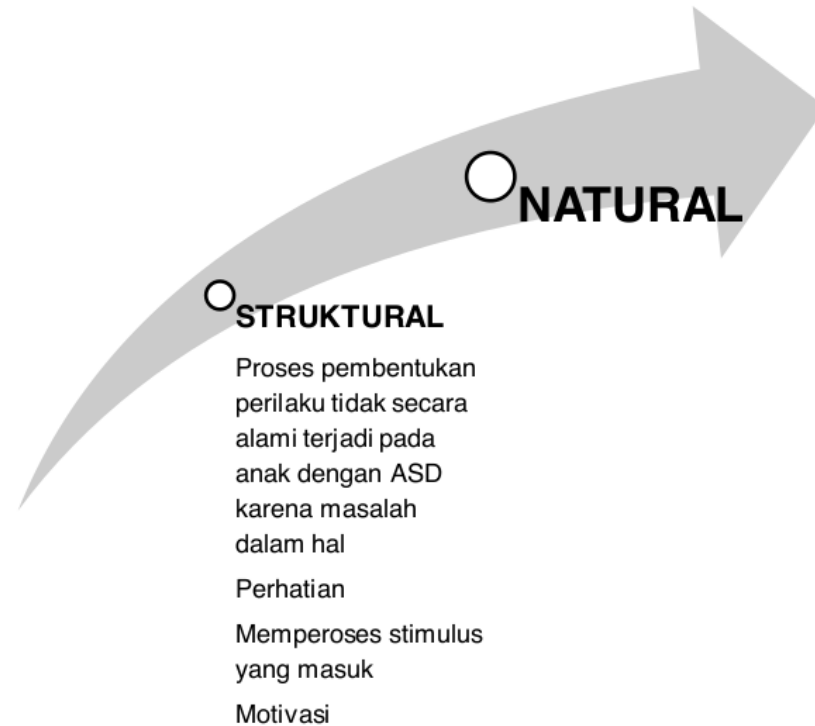 NATURAL
STRUKTURAL
Proses pembentukan
perilaku tidak secara
alami terjadi pada
anak dengan ASD
karena masalah
dalam hal
Perhatian
Memperoses stimulus
yang masuk
Motivasi